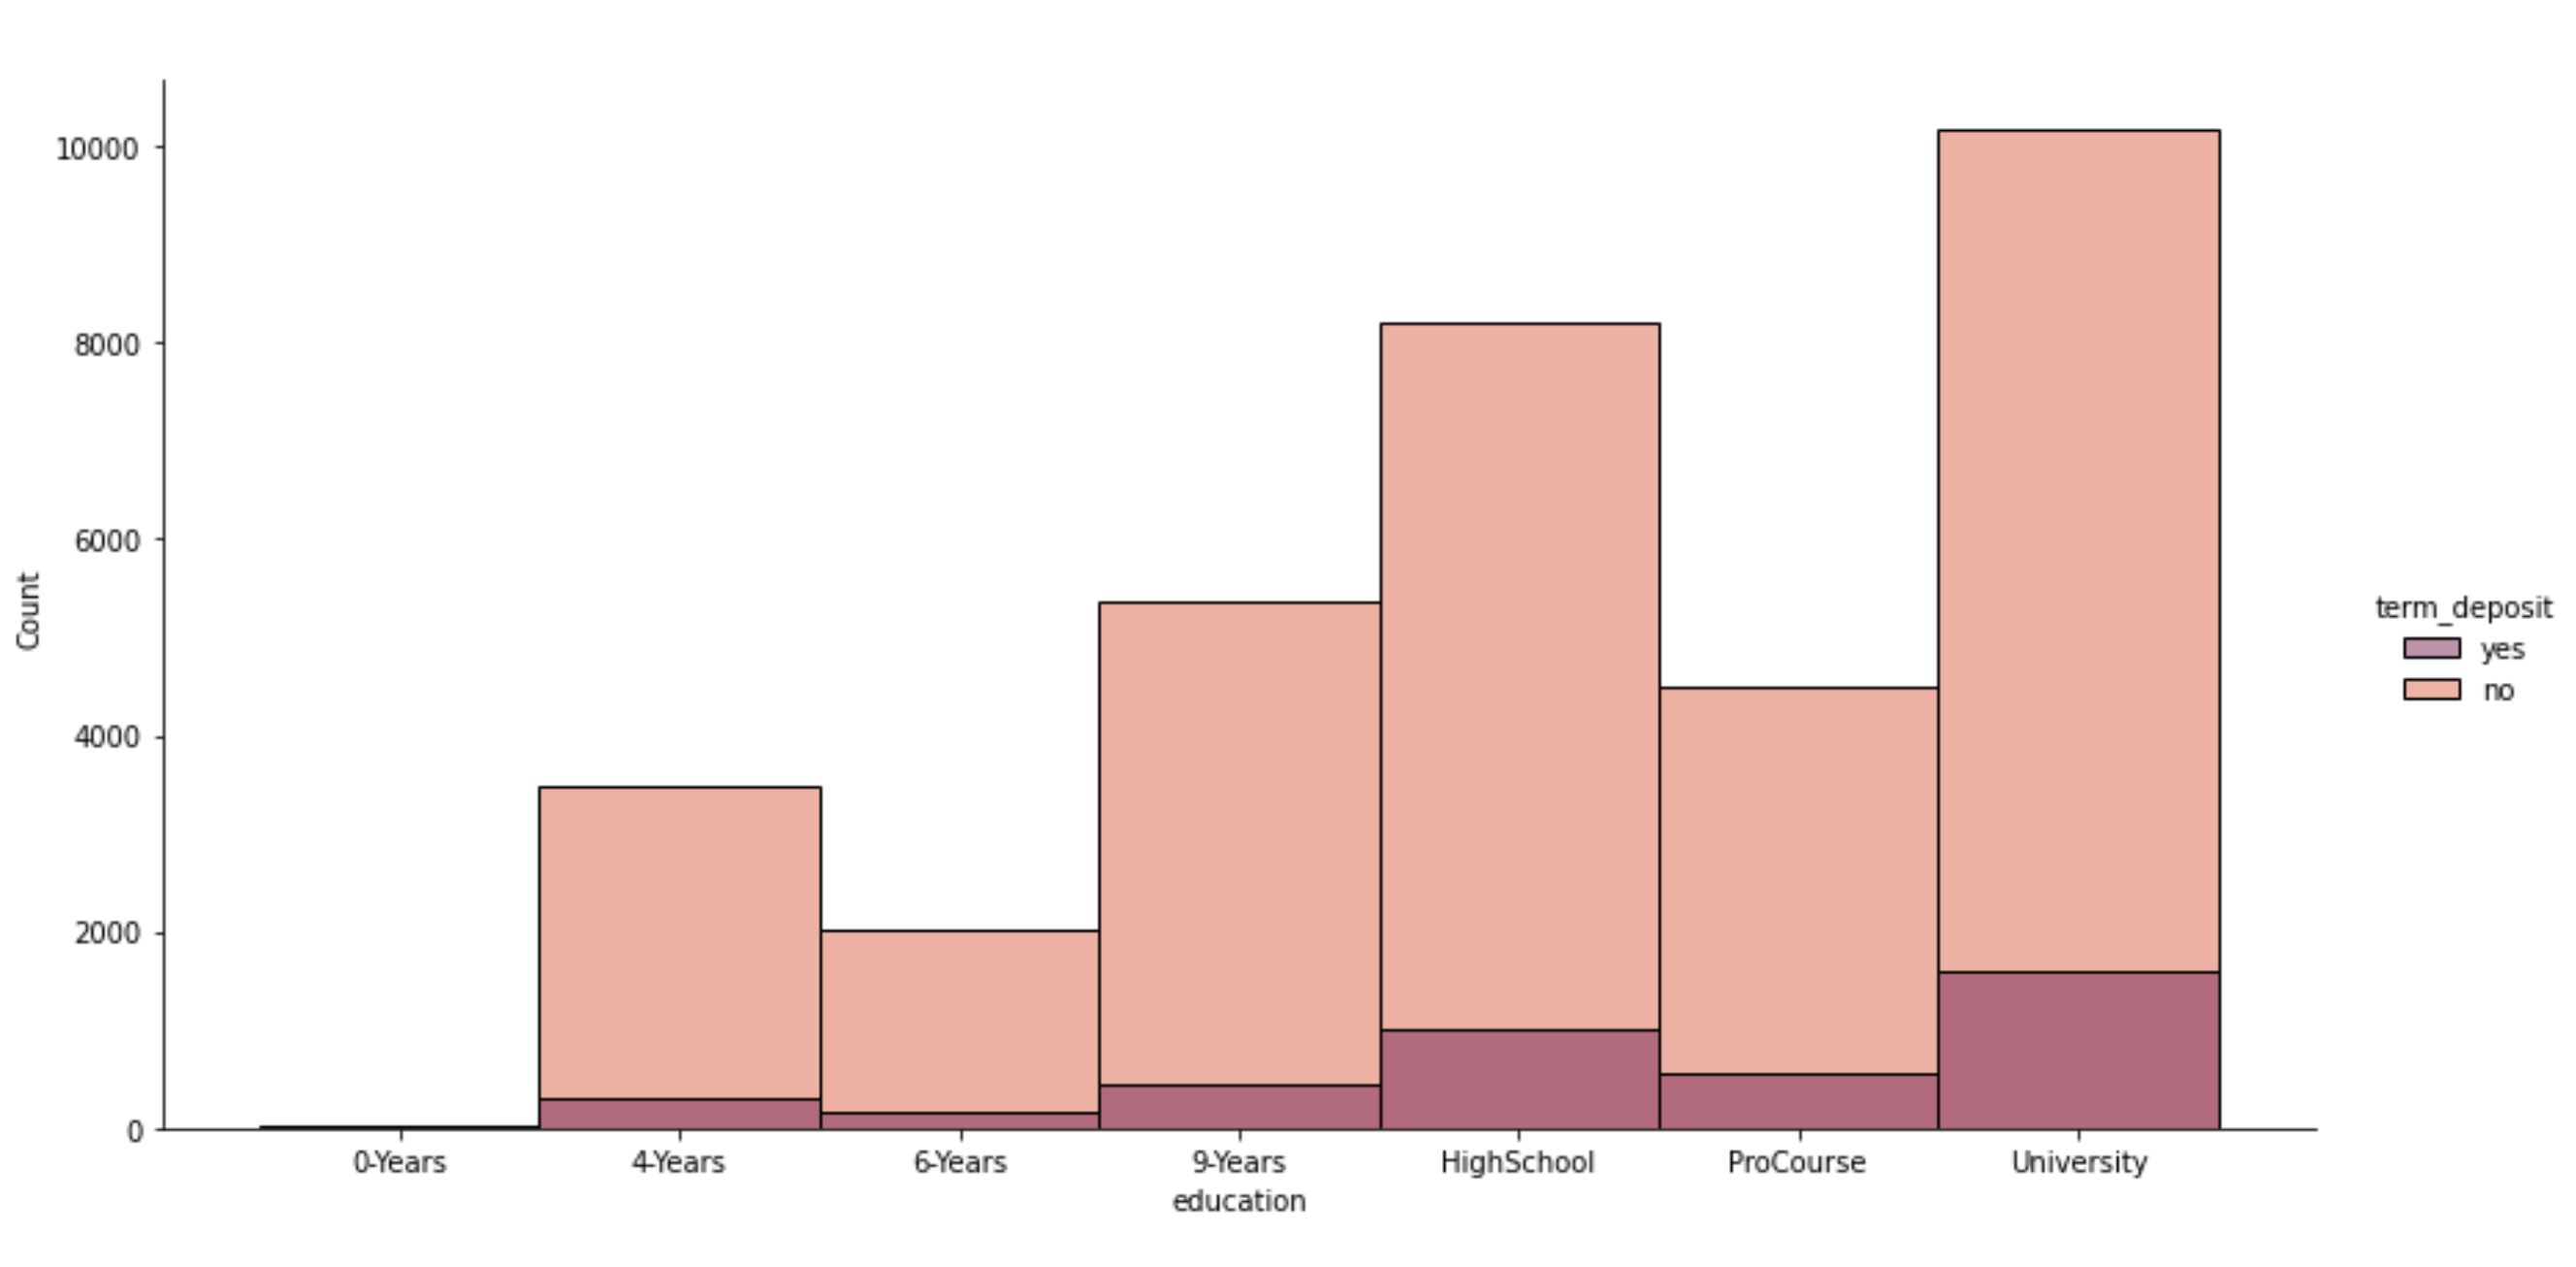 10000
8000
6000
4000
2000
0
Count
0-Years 4-Years 6-Years 9-Years HighSchool ProCourse University
education
term_deposit
yes
no